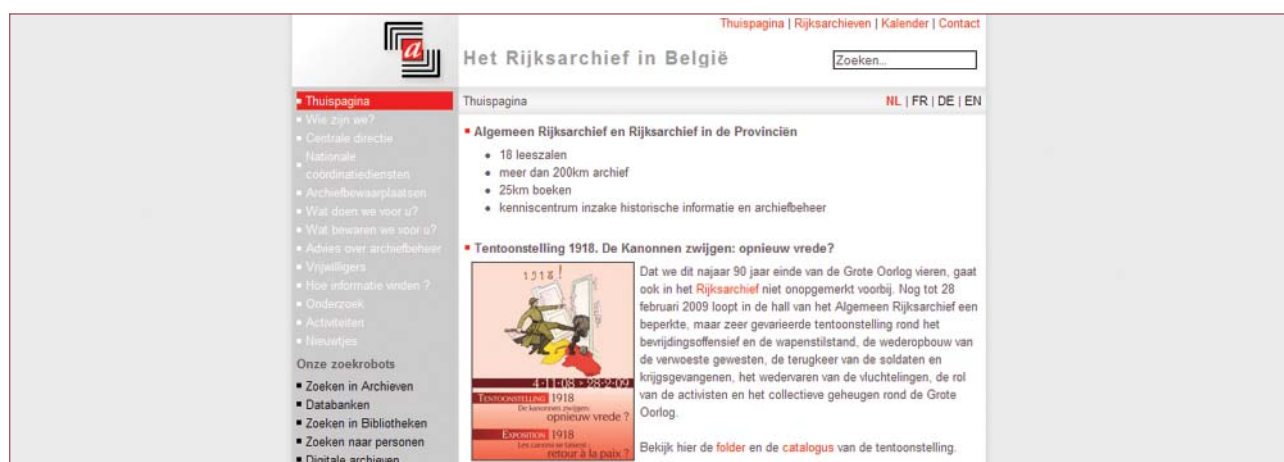 Thuispagina | Rijksarchieven | Kalender | Contact
a
Het Rijksarchief in België
Zoeken...
Thuispagina
Wie zijn we?
Centrale directie
Nationale
coördinatiediensten
Archiefbewaarplaatsen
Wat doen we voor u?
Wat bewaren we voor u?
Advies over archiefbeheer
Vrijwilligers
Hoe informatie vinden ?
Onderzoek
Activiteiten
Nieuwtjes
Onze zoekrobots
Zoeken in Archieven
Databanken
Zoeken in Bibliotheken
Zoeken naar personen
Digitale archieven
Thuispagina
NL | FR | DE | EN
Algemeen Rijksarchief en Rijksarchief in de Provinciën
18 leeszalen
meer dan 200km archief
25km boeken
kenniscentrum inzake historische informatie en archiefbeheer
Tentoonstelling 1918. De Kanonnen zwijgen: opnieuw vrede?
1918!
4·11·08 > 28·2·09
TENTOONSTELLING 1918
De kanonnen zwijgen:
opnieuw vrede ?
EXPOSITION 1918
Les canons se taisent :
retour à la paix ?
Dat we dit najaar 90 jaar einde van de Grote Oorlog vieren, gaat
ook in het Rijksarchief niet onopgemerkt voorbij. Nog tot 28
februari 2009 loopt in de hall van het Algemeen Rijksarchief een
beperkte, maar zeer gevarieerde tentoonstelling rond het
bevrijdingsoffensief en de wapenstilstand, de wederopbouw van
de verwoeste gewesten, de terugkeer van de soldaten en
krijgsgevangenen, het wedervaren van de vluchtelingen, de rol
van de activisten en het collectieve geheugen rond de Grote
Oorlog.
Bekijk hier de folder en de catalogus van de tentoonstelling.